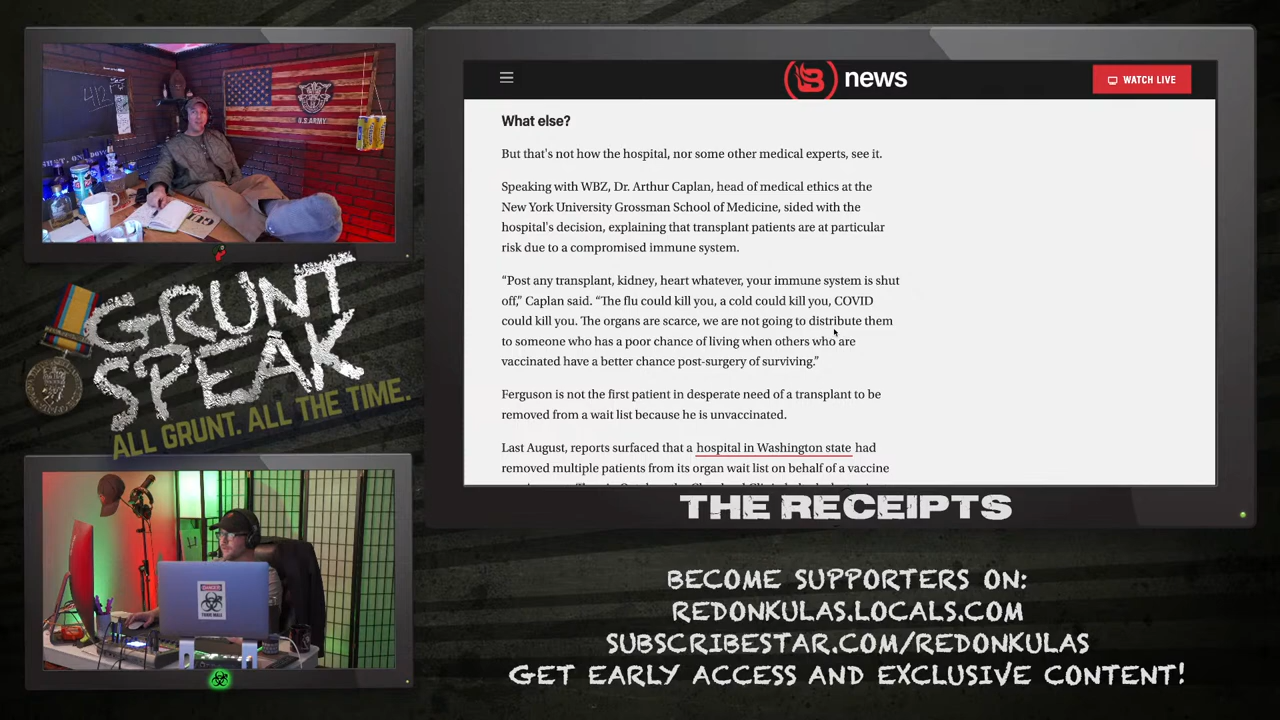 412
U.S. ARMY
GRUNT
SPEAK
ALL GRUNT. ALL THE TIME.
B news
WATCH LIVE
What else?
But that's not how the hospital, nor some other medical experts, see it.
Speaking with WBZ, Dr. Arthur Caplan, head of medical ethics at the
New York University Grossman School of Medicine, sided with the
hospital's decision, explaining that transplant patients are at particular
risk due to a compromised immune system.
“Post any transplant, kidney, heart whatever, your immune system is shut
off,” Caplan said. “The flu could kill you, a cold could kill you, COVID
could kill you. The organs are scarce, we are not going to distribute them
to someone who has a poor chance of living when others who are
vaccinated have a better chance post-surgery of surviving.”
Ferguson is not the first patient in desperate need of a transplant to be
removed from a wait list because he is unvaccinated.
Last August, reports surfaced that a hospital in Washington state had
removed multiple patients from its organ wait list on behalf of a vaccine
THE RECEIPTS
BECOME SUPPORTERS ON:
REDONKULAS.LOCALS.COM
SUBSCRIBESTAR.COM/REDONKULAS
GET EARLY ACCESS AND EXCLUSIVE CONTENT!
DANGER